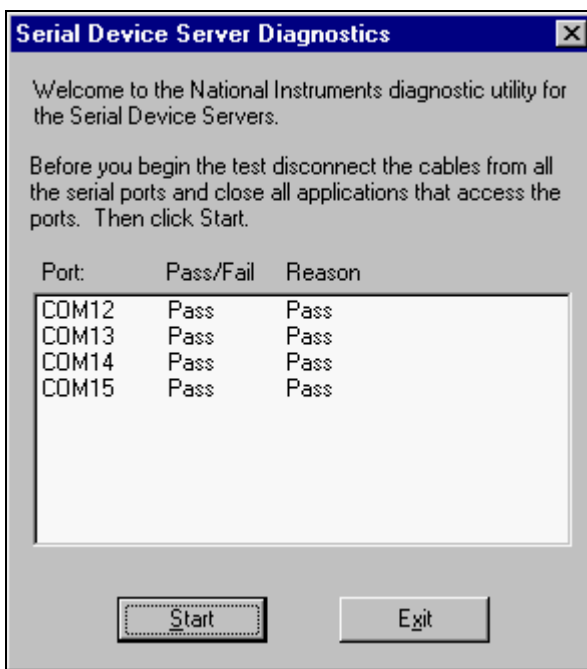 Serial Device Server Diagnostics
Welcome to the National Instruments diagnostic utility for
the Serial Device Servers.
Before you begin the test disconnect the cables from all
the serial ports and close all applications that access the
ports. Then click Start.
Port: Pass/Fail Reason
COM12 Pass Pass
COM13 Pass Pass
COM14 Pass Pass
COM15 Pass Pass
Start Exit